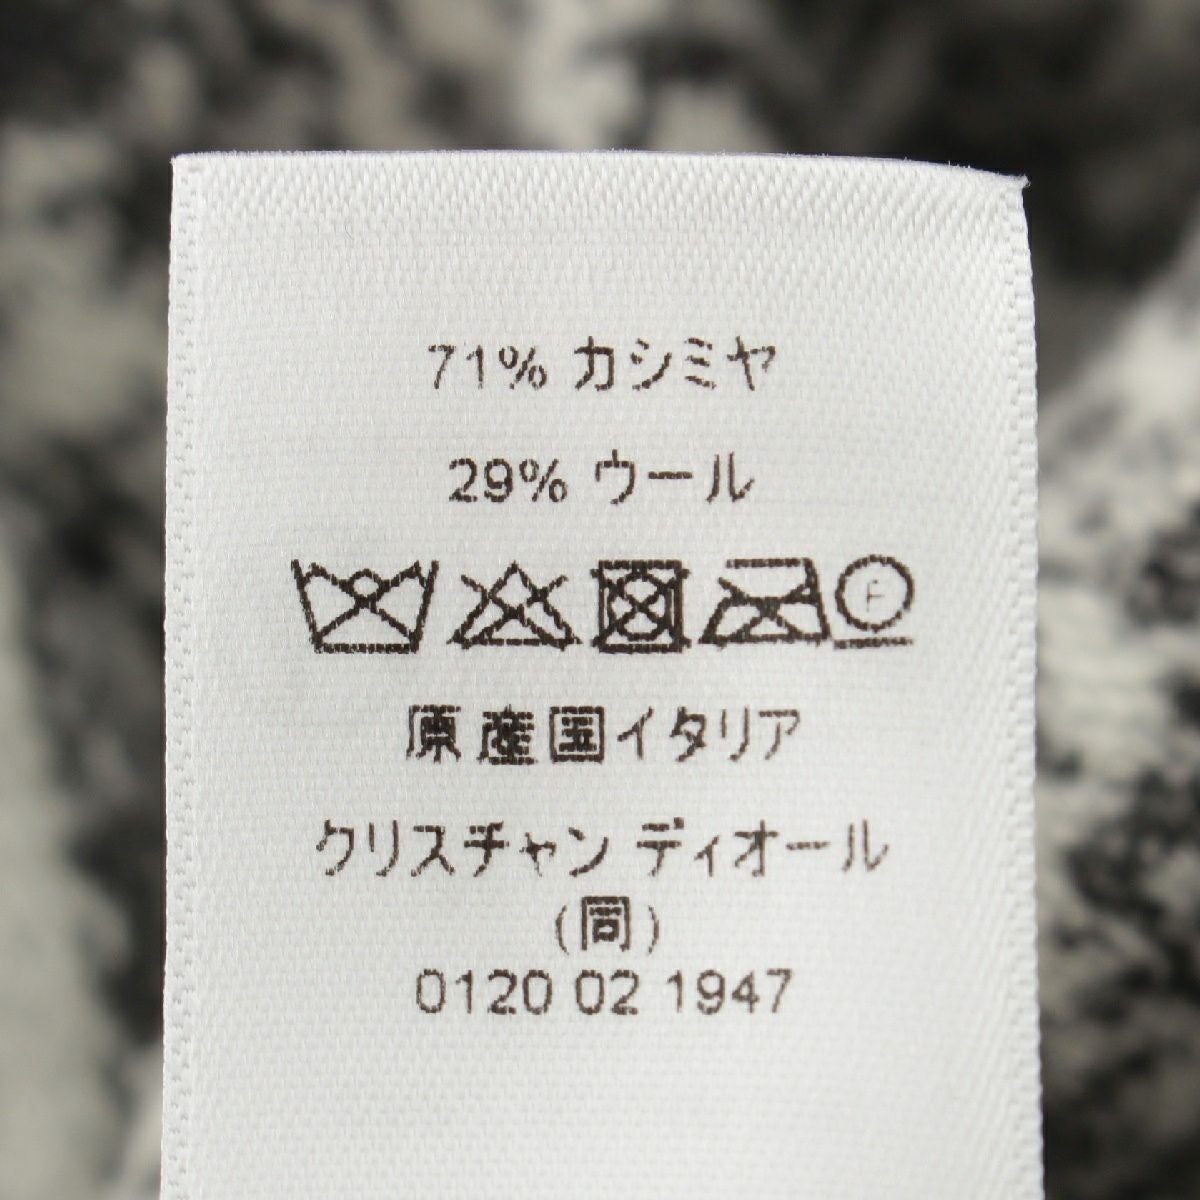 71% カシミヤ
29% ウール
F
原産国イタリア
クリスチャン ディオール
(同)
0120 02 1947